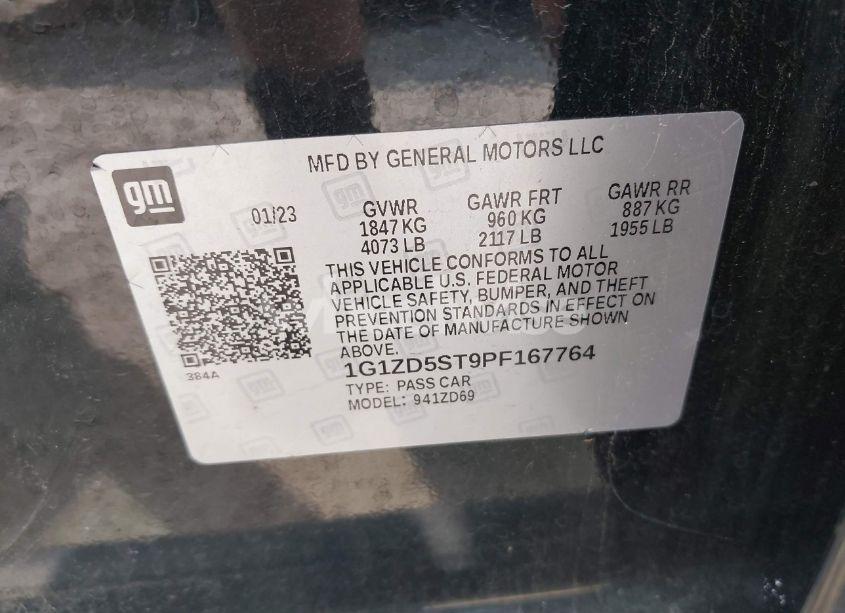 MFD BY GENERAL MOTORS LLC
gm
01/23
GVWR
1847 KG
4073 LB
GAWR FRT
960 KG
2117 LB
GAWR RR
887 KG
1955 LB
THIS VEHICLE CONFORMS TO ALL
APPLICABLE U.S. FEDERAL MOTOR
VEHICLE SAFETY, BUMPER, AND THEFT
PREVENTION STANDARDS IN EFFECT ON
THE DATE OF MANUFACTURE SHOWN
ABOVE.
384A
1G1ZD5ST9PF167764
TYPE: PASS CAR
MODEL: 941ZD69